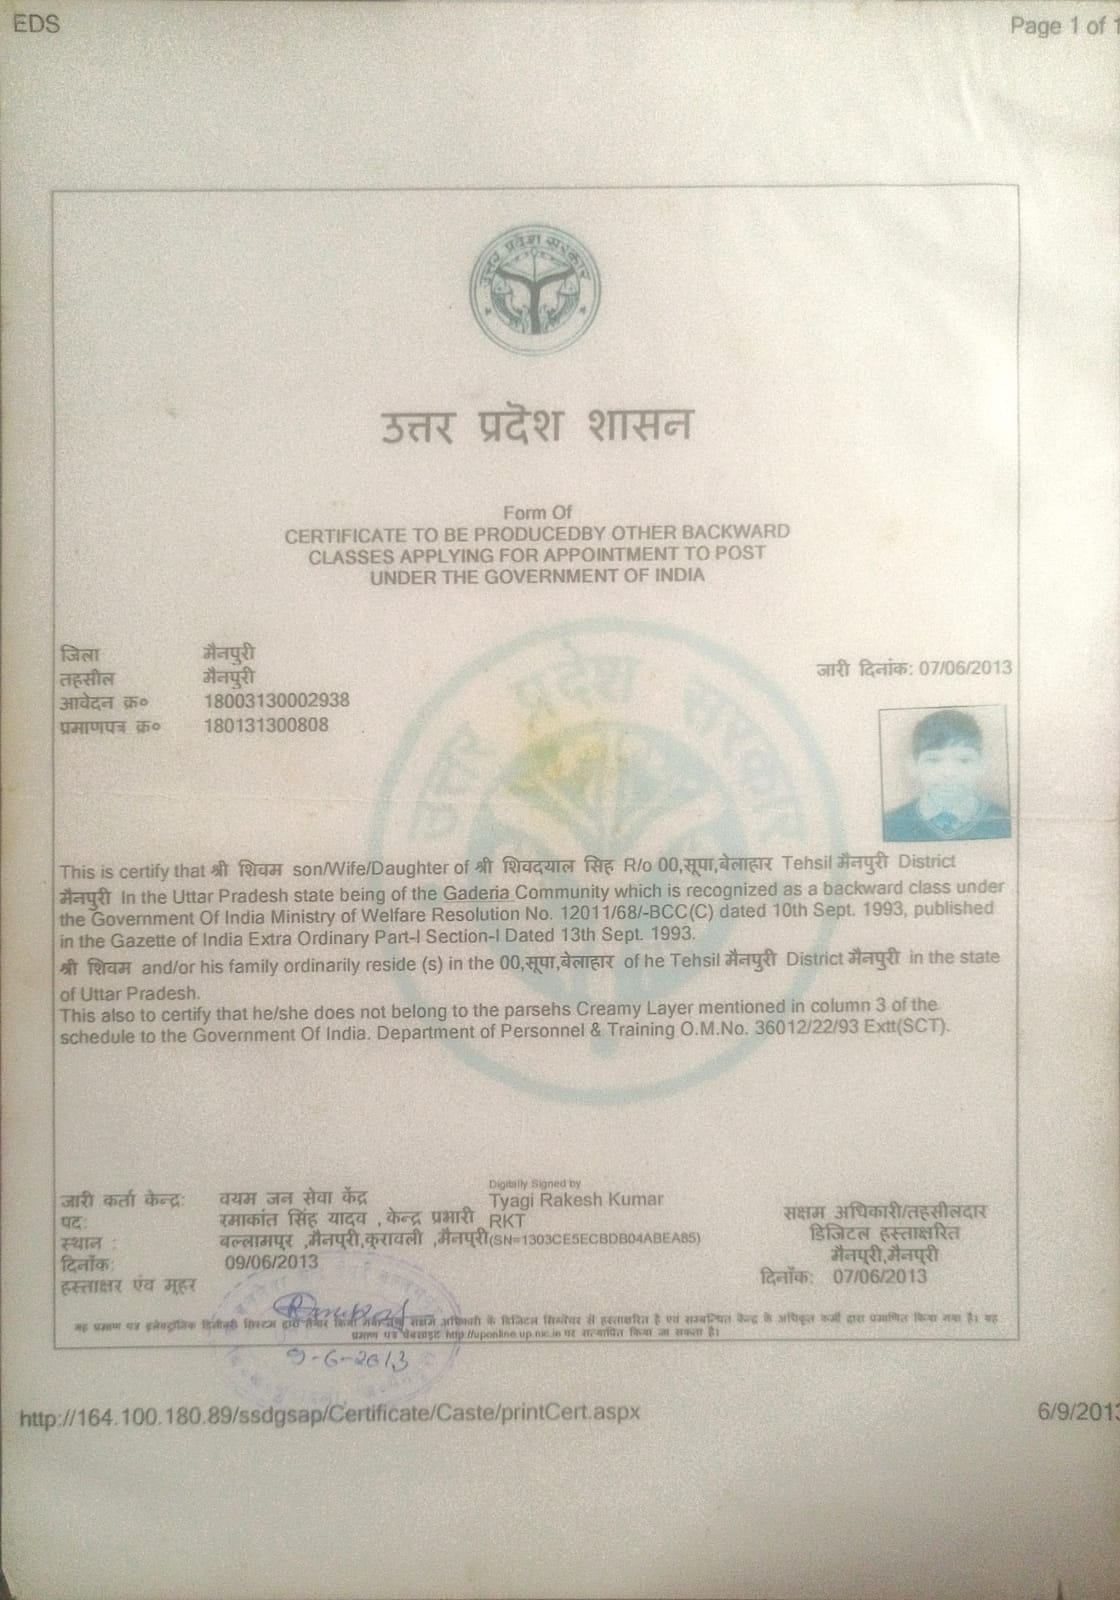 EDS
Page 1 of 1
उत्तर प्रदेश सरकार
उत्तर प्रदेश शासन
Form Of
CERTIFICATE TO BE PRODUCEDBY OTHER BACKWARD
CLASSES APPLYING FOR APPOINTMENT TO POST
UNDER THE GOVERNMENT OF INDIA
जिला मैनपुरी
तहसील मैनपुरी
जारी दिनांक: 07/06/2013
आवेदन क्र० 18003130002938
प्रमाणपत्र क्र० 180131300808
उत्तर प्रदेश सरकार
This is certify that श्री शिवम son/Wife/Daughter of श्री शिवदयाल सिंह R/o 00,सूपा,बेलाहार Tehsil मैनपुरी District
मैनपुरी In the Uttar Pradesh state being of the Gaderia Community which is recognized as a backward class under
the Government Of India Ministry of Welfare Resolution No. 12011/68/-BCC(C) dated 10th Sept. 1993, published
in the Gazette of India Extra Ordinary Part-I Section-I Dated 13th Sept. 1993.
श्री शिवम and/or his family ordinarily reside (s) in the 00,सूपा,बेलाहार of he Tehsil मैनपुरी District मैनपुरी in the state
of Uttar Pradesh.
This also to certify that he/she does not belong to the parsehs Creamy Layer mentioned in column 3 of the
schedule to the Government Of India. Department of Personnel & Training O.M.No. 36012/22/93 Extt(SCT).
Digitally Signed by
जारी कर्ता केन्द्र: वयम जन सेवा केंद्र Tyagi Rakesh Kumar
पद: रमाकांत सिंह यादव , केन्द्र प्रभारी RKT
स्थान : बल्लामपूर ,मैनपुरी,कुरावली ,मैनपुरी(SN=1303CE5ECBDB04ABEA85)
दिनाँक: 09/06/2013
हस्ताक्षर एंव मूहर
सक्षम अधिकारी/तहसीलदार
डिजिटल हस्ताक्षरित
मैनपुरी,मैनपुरी
दिनाँक: 07/06/2013
यह प्रमाण पत्र इलेक्ट्रॉनिक डिलीवरी सिस्टम द्वारा तैयार किया गया सक्षम अधिकारी के डिजिटल सिग्नेचर से हस्ताक्षरित है एवं सम्बन्धित केन्द्र के अधिकृत कर्मी द्वारा प्रमाणित किया गया है। यह
प्रमाण पत्र वेबसाइट http://uponline.up.nic.in पर सत्यापित किया जा सकता है।
9-6-2013
http://164.100.180.89/ssdgsap/Certificate/Caste/printCert.aspx
6/9/2013